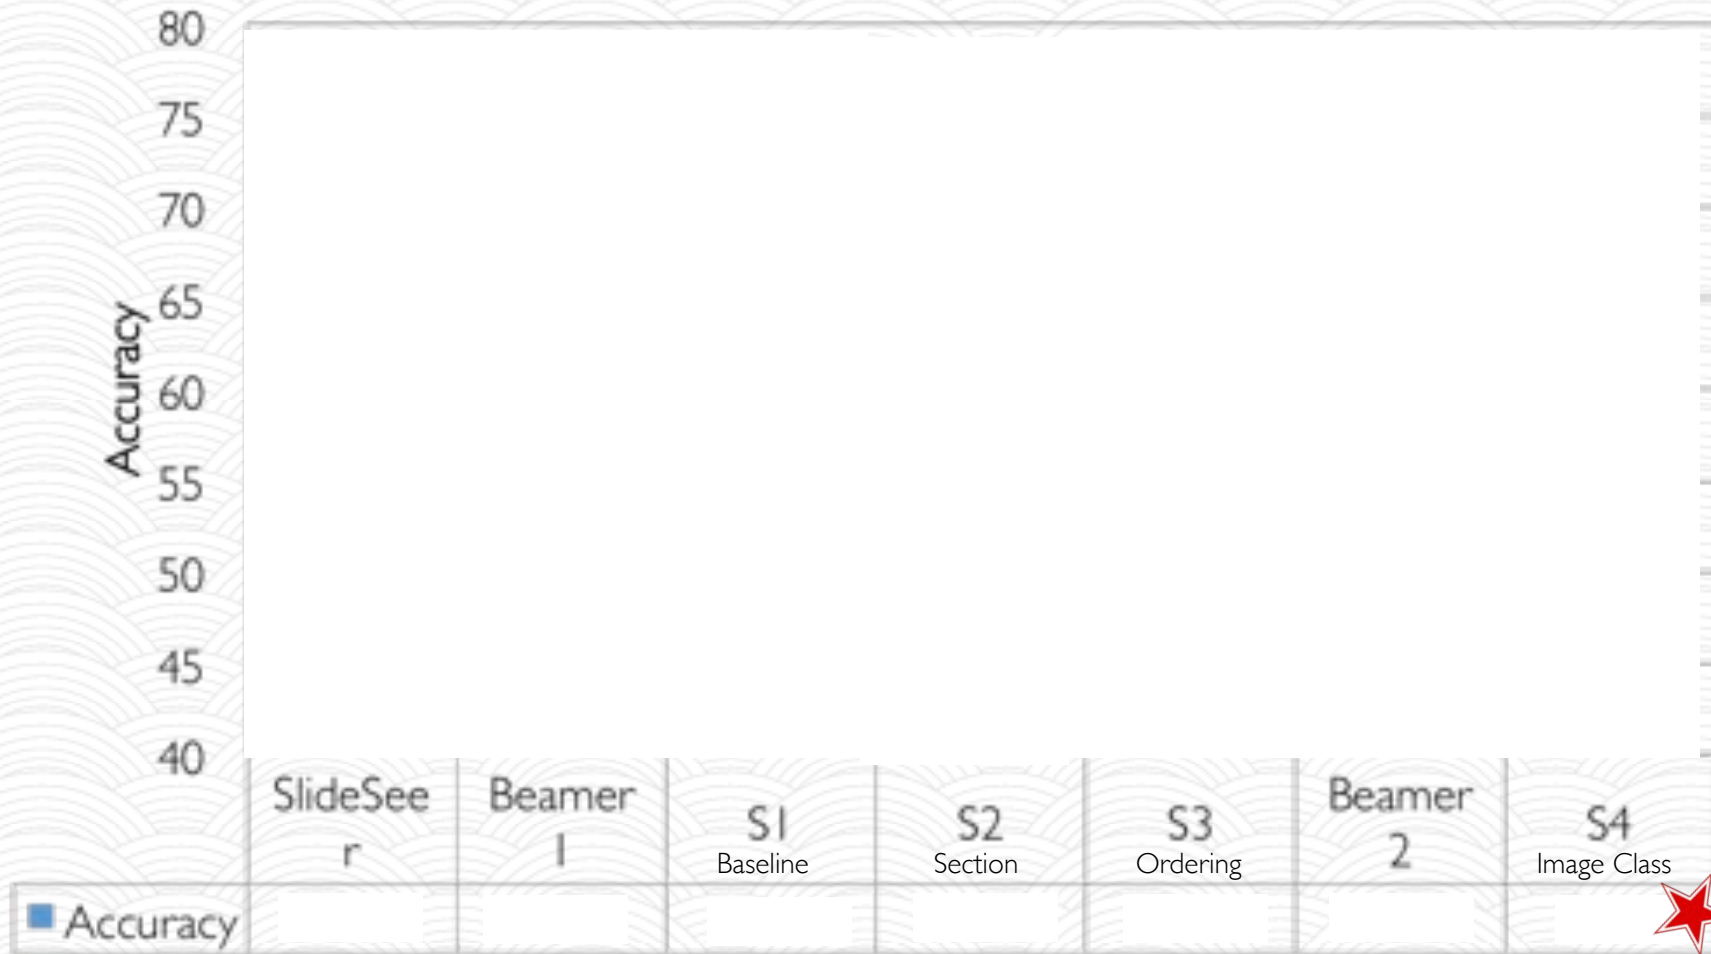 80
75
70
65
60
55
50
45
40
Accuracy
SlideSee
r
Beamer
1
S1
Baseline
S2
Section
S3
Ordering
Beamer
2
S4
Image Class
Accuracy